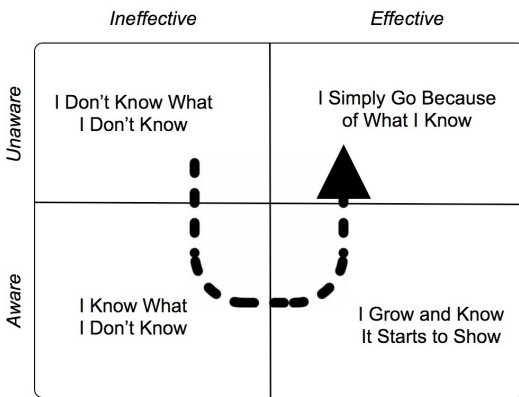 Ineffective
Effective
Unaware
I Don't Know What
I Don't Know
I Simply Go Because
of What I Know
Aware
I Know What
I Don't Know
I Grow and Know
It Starts to Show